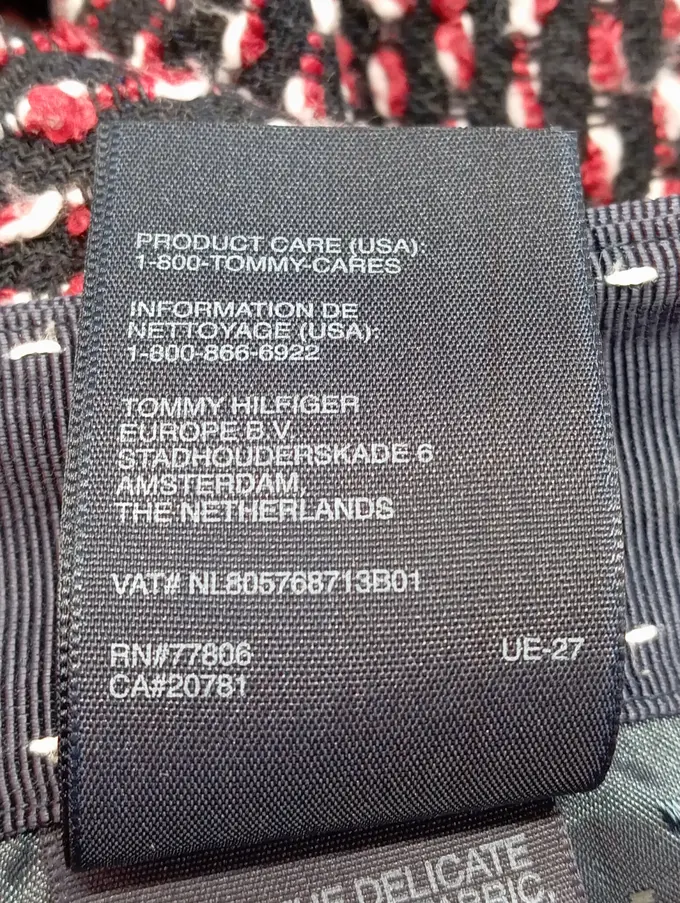 PRODUCT CARE (USA):
1-800-TOMMY-CARES
INFORMATION DE
NETTOYAGE (USA):
1-800-866-6922
TOMMY HILFIGER
EUROPE B.V.
STADHOUDERSKADE 6
AMSTERDAM,
THE NETHERLANDS
VAT# NL805768713B01
RN#77806 UE-27
CA#20781
THE DELICATE